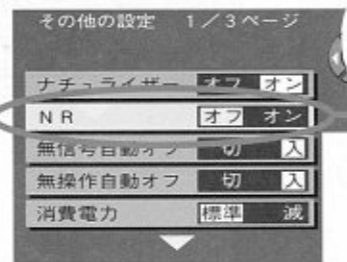 その他の設定 1／3ページ
ナチュライザー オフ オン
NR オフ オン
無信号自動オフ 切 入
無操作自動オフ 切 入
消費電力 標準 減